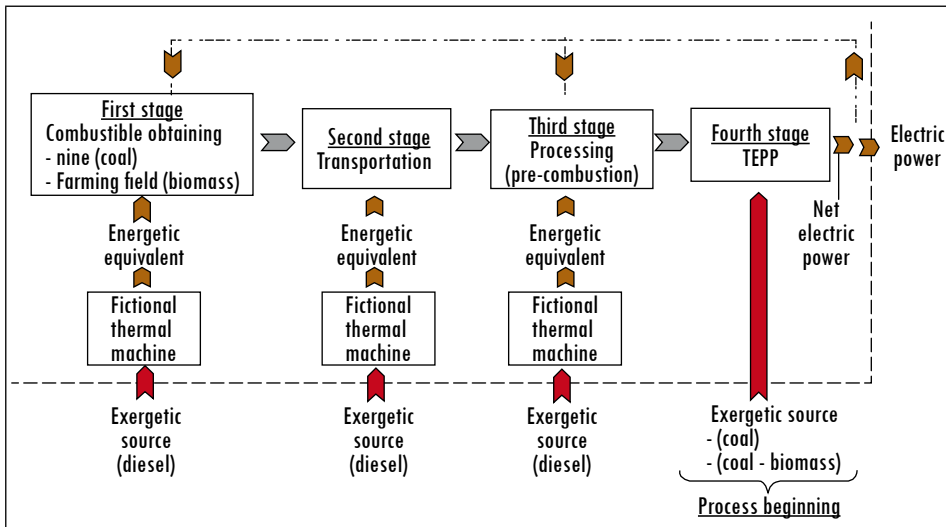 First stage
Combustible obtaining
- nine (coal)
- Farming field (biomass)
Second stage
Transportation
Third stage
Processing
(pre-combustion)
Fourth stage
TEPP
Electric
power
Net
electric
power
Energetic
equivalent
Energetic
equivalent
Energetic
equivalent
Fictional
thermal
machine
Fictional
thermal
machine
Fictional
thermal
machine
Exergetic
source
(diesel)
Exergetic
source
(diesel)
Exergetic
source
(diesel)
Exergetic source
- (coal)
- (coal - biomass)
Process beginning